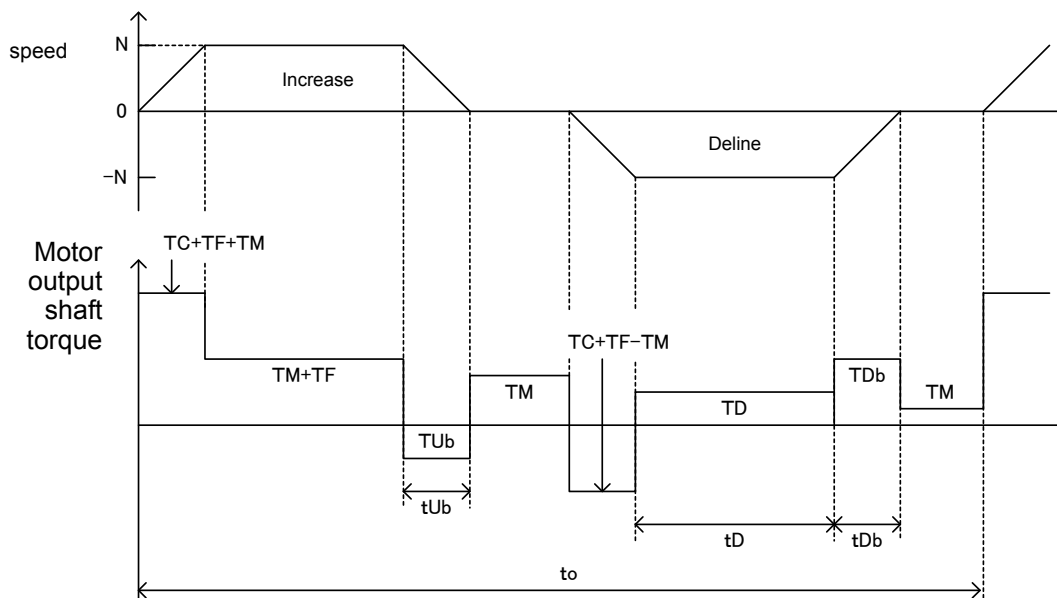 N
speed
Increase
0
Deline
−N
TC+TF+TM
Motor
output
shaft
torque
TC+TF−TM
TM+TF
TM
TD
TDb
TM
TUb
tUb
tD
tDb
to